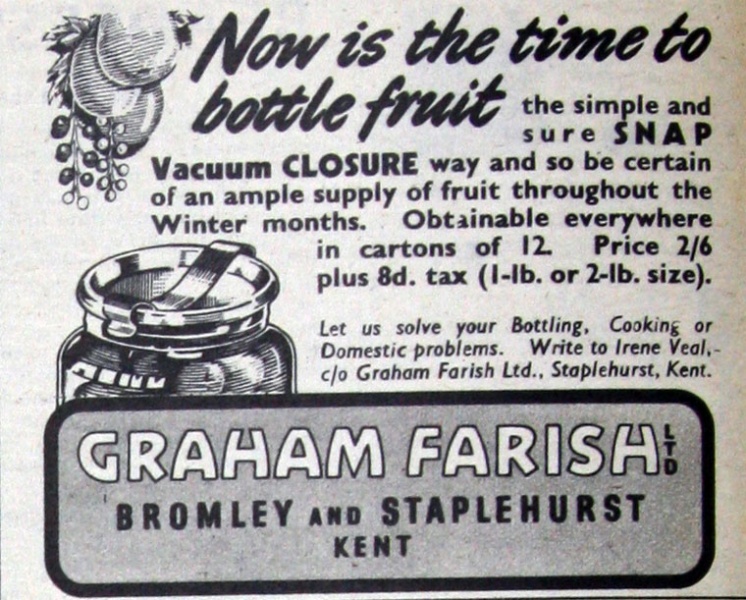 Now is the time to
bottle fruit the simple and
sure SNAP
Vacuum CLOSURE way and so be certain
of an ample supply of fruit throughout the
Winter months. Obtainable everywhere
in cartons of 12. Price 2/6
plus 8d. tax (1-lb. or 2-lb. size).
Let us solve your Bottling, Cooking or
Domestic problems. Write to Irene Veal,-
c/o Graham Farish Ltd., Staplehurst, Kent.
GRAHAM FARISH LTD
BROMLEY AND STAPLEHURST
KENT